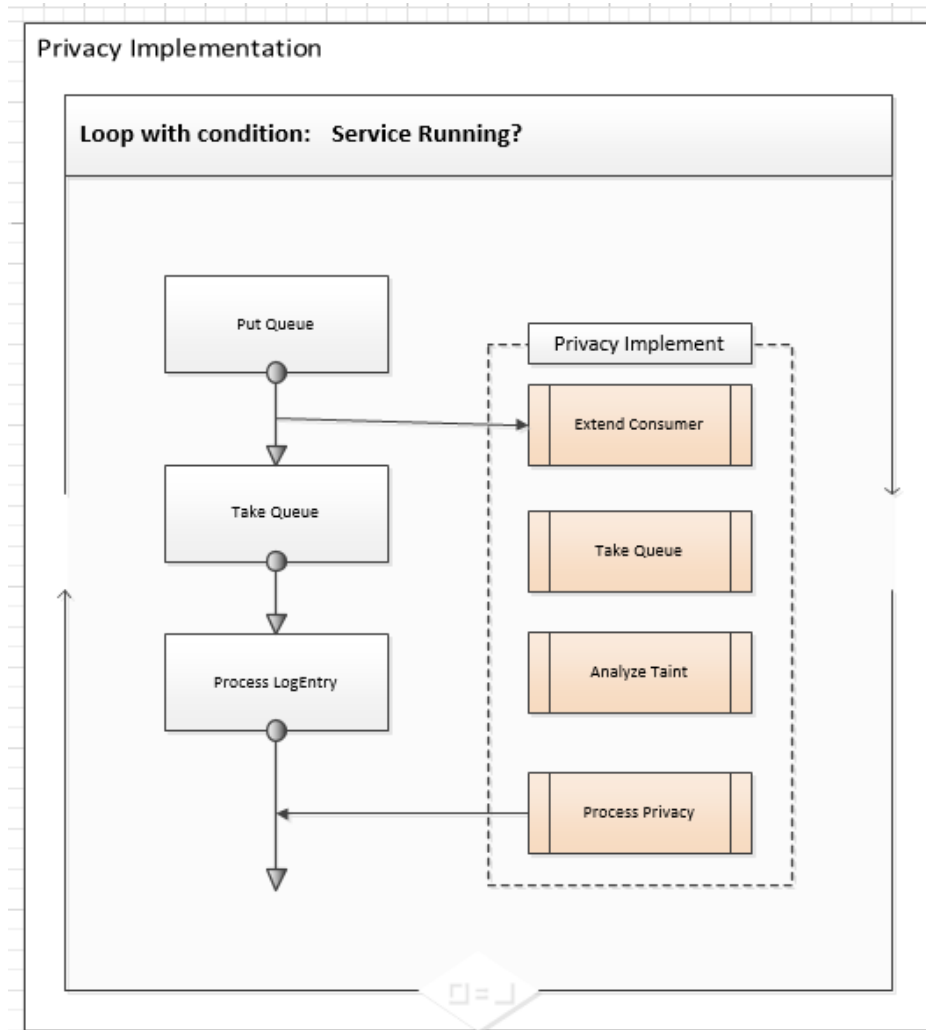 Privacy Implementation
Loop with condition: Service Running?
Put Queue
Privacy Implement
Extend Consumer
Take Queue
Take Queue
Process LogEntry
Analyze Taint
Process Privacy